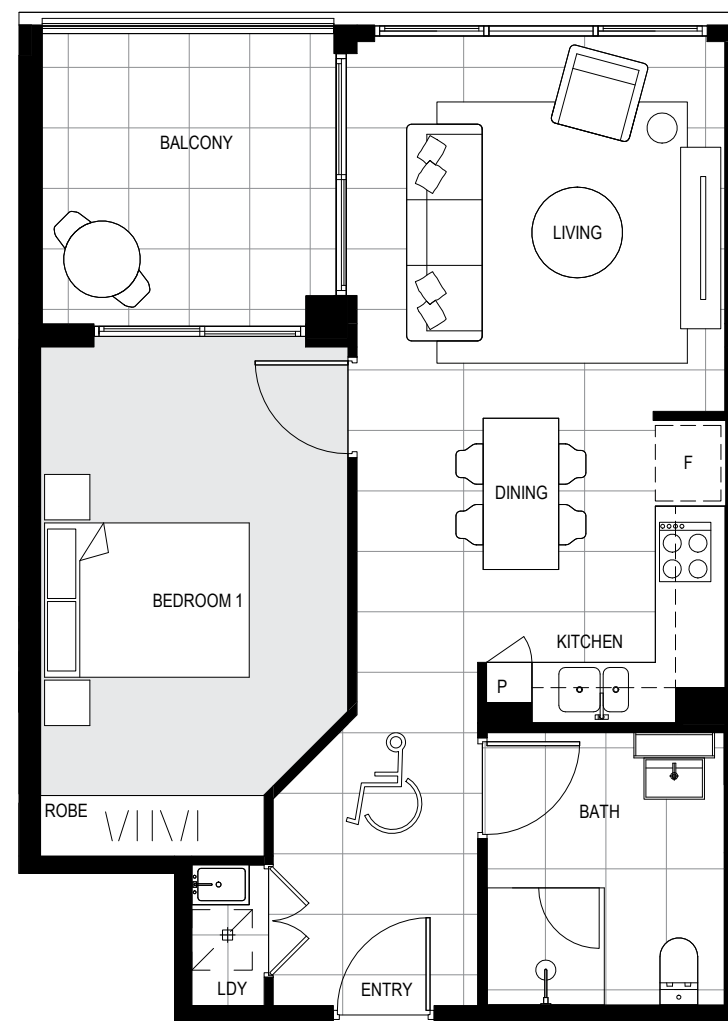 BALCONY
LIVING
F
DINING
BEDROOM 1
KITCHEN
P
ROBE
BATH
LDY
ENTRY